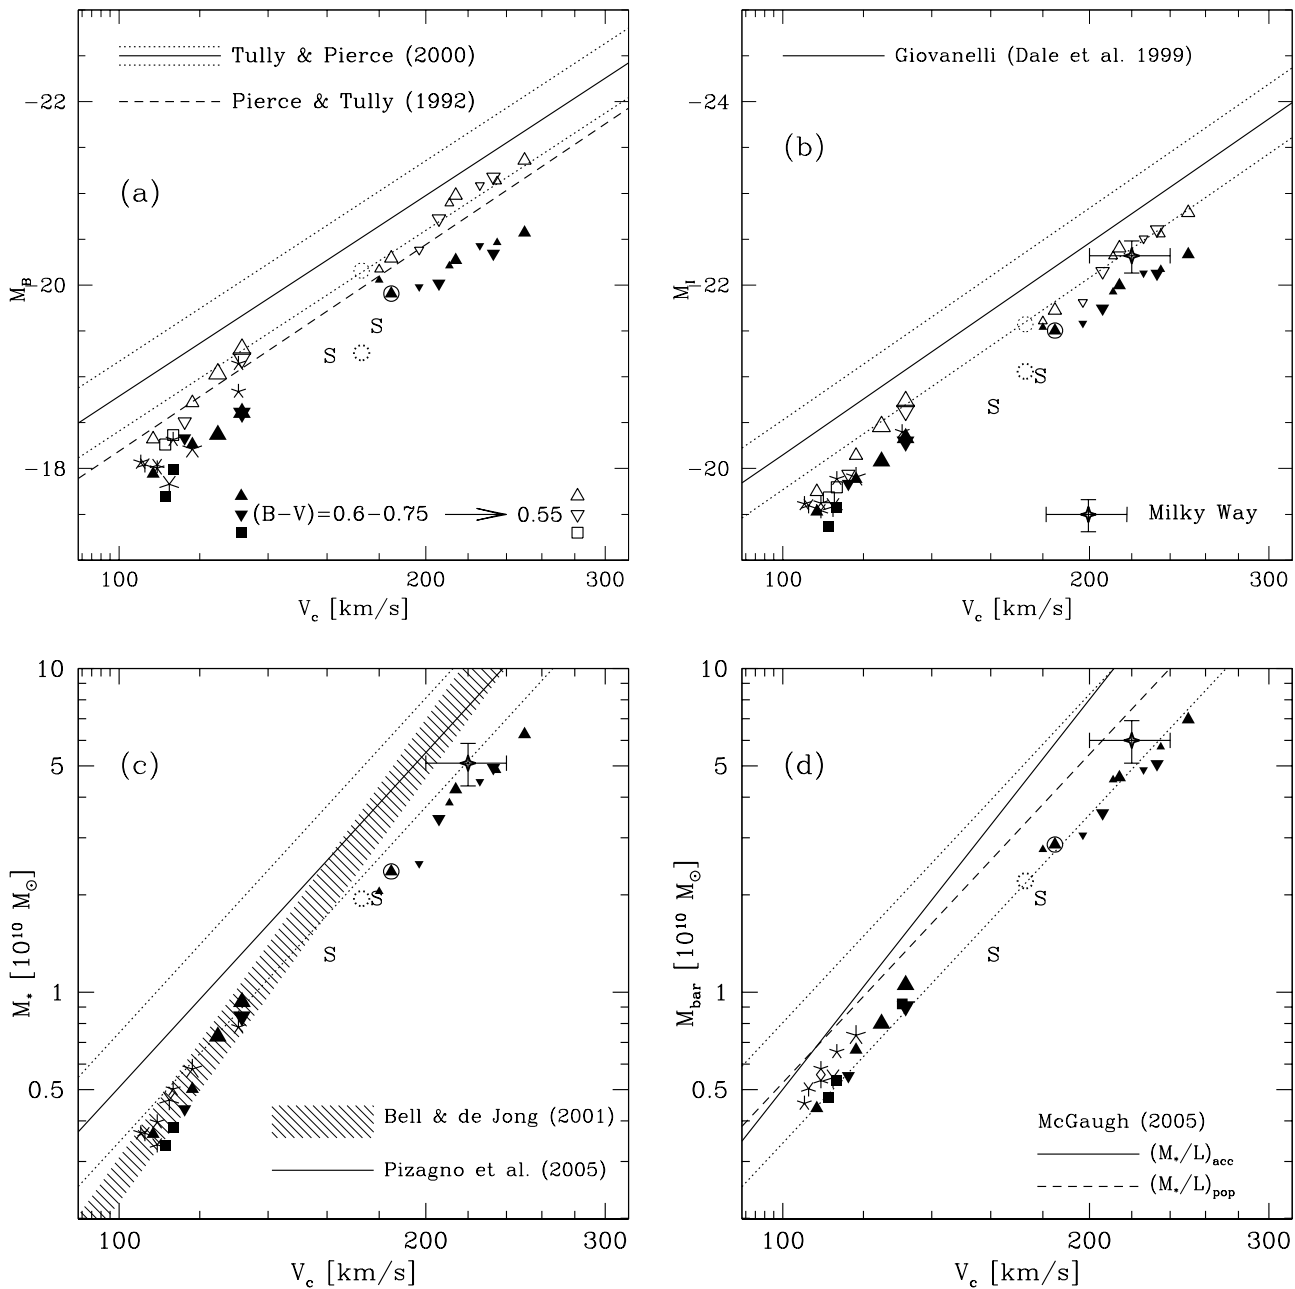 Tully & Pierce (2000)
Pierce & Tully (1992)
(a)
-22
-20
-18
M_B
S
S
(B-V)=0.6-0.75
0.55
100
200
300
V_c [km/s]
Giovanelli (Dale et al. 1999)
(b)
-24
-22
-20
M_I
S
S
Milky Way
100
200
300
V_c [km/s]
10
5
1
0.5
M_* [10^10 M_⊙]
(c)
S
S
Bell & de Jong (2001)
Pizagno et al. (2005)
100
200
300
V_c [km/s]
10
5
1
0.5
M_bar [10^10 M_⊙]
(d)
S
S
McGaugh (2005)
(M_*/L)_acc
(M_*/L)_pop
100
200
300
V_c [km/s]